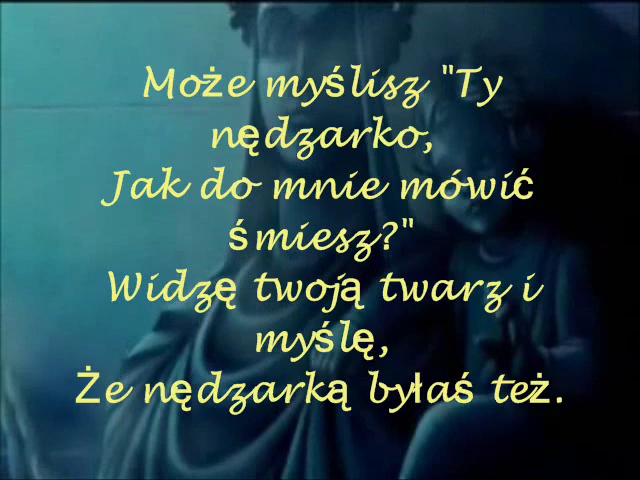 Może myślisz "Ty
nędzarko,
Jak do mnie mówić
śmiesz?"
Widzę twoją twarz i
myślę,
Że nędzarką byłaś też.